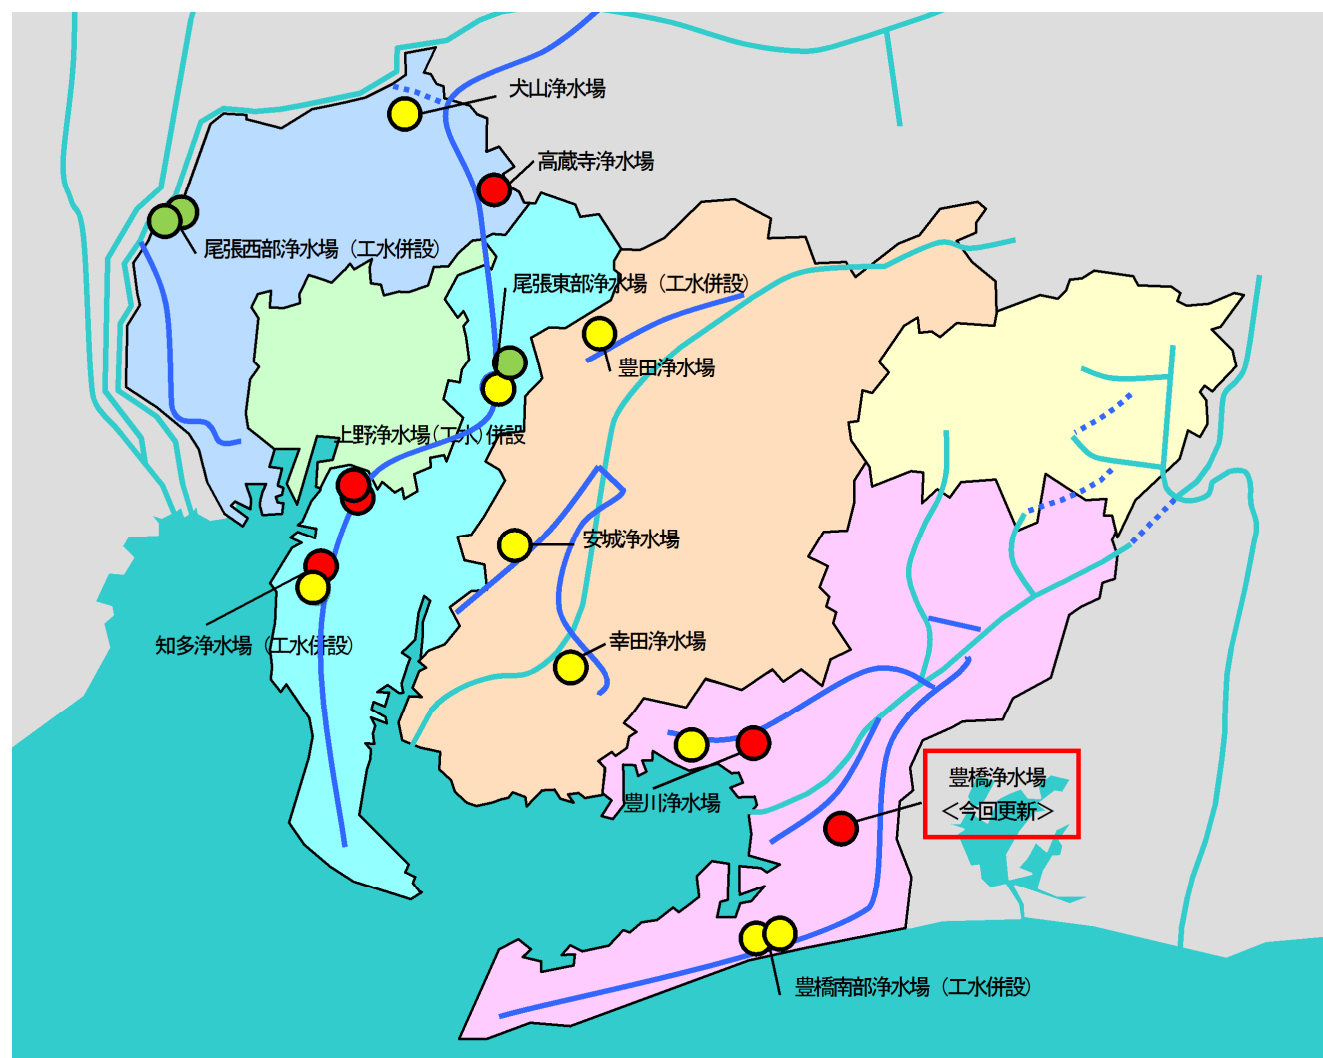 犬山浄水場
高蔵寺浄水場
尾張西部浄水場（工水併設）
尾張東部浄水場（工水併設）
豊田浄水場
上野浄水場（工水）併設
安城浄水場
知多浄水場（工水併設）
幸田浄水場
豊川浄水場
豊橋浄水場
＜今回更新＞
豊橋南部浄水場（工水併設）